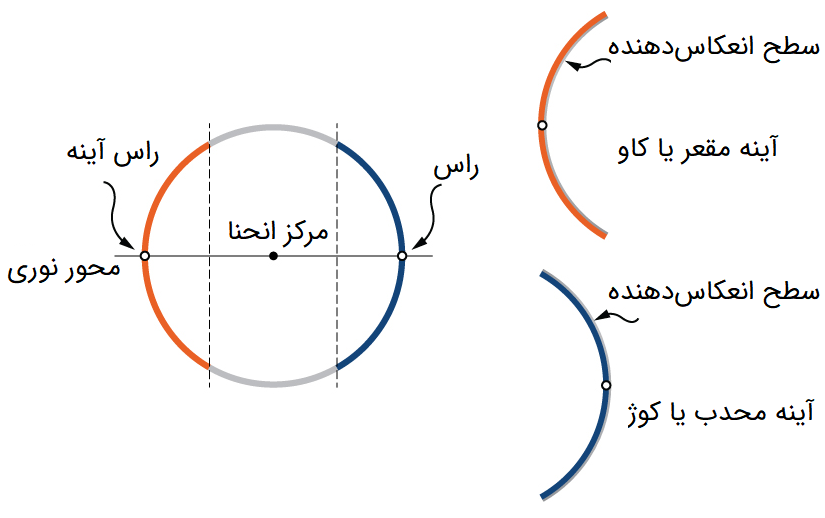 سطح انعکاس‌دهنده
آینه مقعر یا کاو
راس آینه
راس
مرکز انحنا
محور نوری
سطح انعکاس‌دهنده
آینه محدب یا کوژ